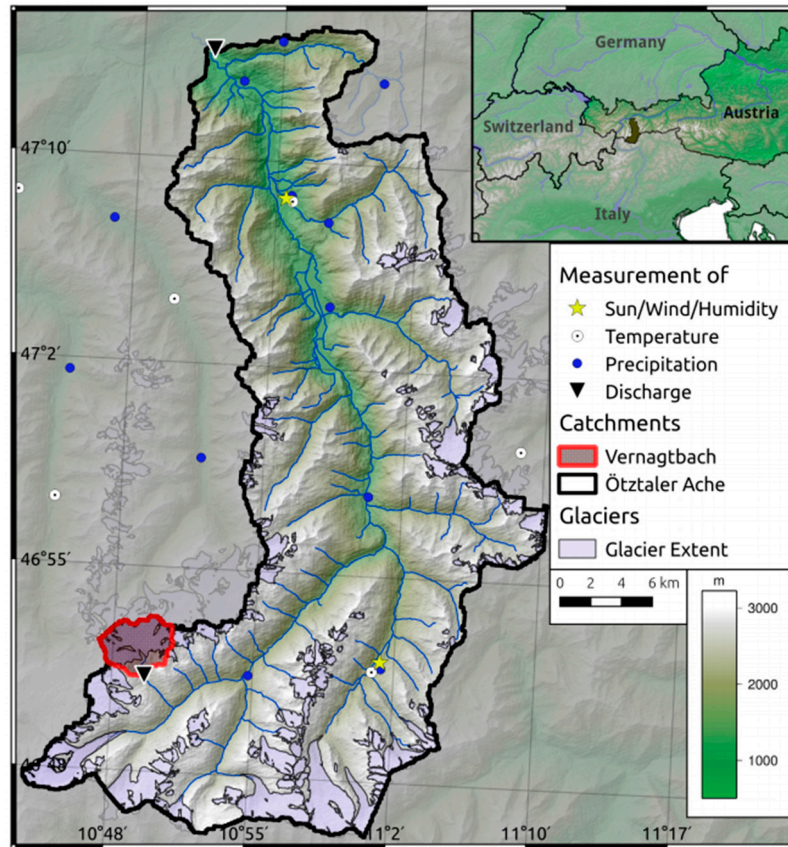 Germany
Austria
Switzerland
Italy
47°10′
47°2′
46°55′
Measurement of
Sun/Wind/Humidity
Temperature
Precipitation
Discharge
Catchments
Vernagtbach
Ötztaler Ache
Glaciers
Glacier Extent
0 2 4 6 km
m
3000
2000
1000
10°48′
10°55′
11°2′
11°10′
11°17′